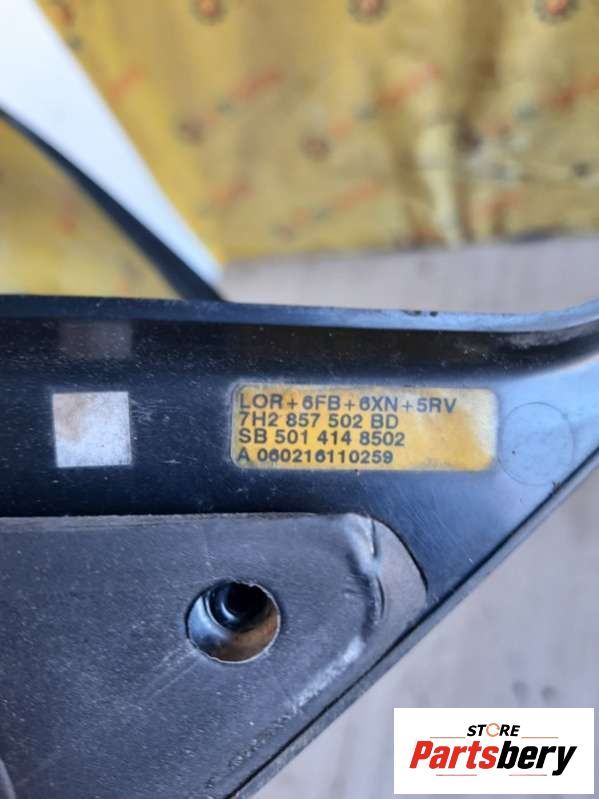 LOR+6FB+6XN+5RV
7H2 857 502 BD
SB 501 414 8502
A 060216110259
STORE
Partsbery